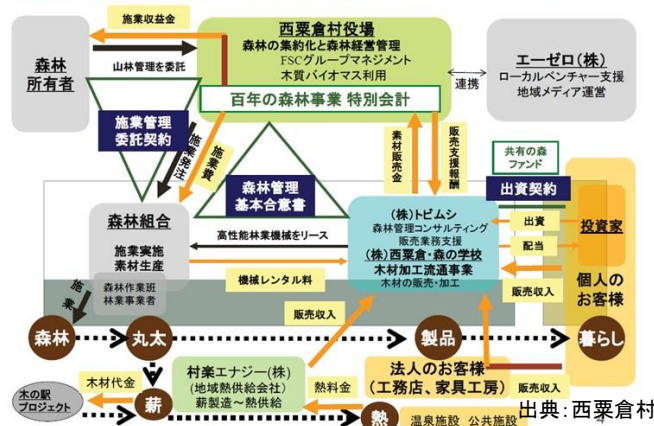 施業収益金
森林
所有者
山林管理を委託
西粟倉村役場
森林の集約化と森林経営管理
FSCグループマネジメント
木質バイオマス利用
百年の森林事業 特別会計
連携
エーゼロ(株)
ローカルベンチャー支援
地域メディア運営
施業管理
委託契約
施業発注
施業費
森林管理
基本合意書
素材販売金
販売支援報酬
共有の森
ファンド
出資契約
森林組合
施業実施
素材生産
森林作業班
林業事業者
高性能林業機械をリース
機械レンタル料
(株)トビムシ
森林管理コンサルティング
販売業務支援
(株)西粟倉・森の学校
木材加工流通事業
木材の販売・加工
出資
配当
投資家
個人の
お客様
販売収入
施業
販売収入
森林
丸太
製品
暮らし
木材代金
木の駅
プロジェクト
薪
村楽エナジー(株)
(地域熱供給会社)
薪製造～熱供給
熱料金
熱
法人のお客様
(工務店、家具工房)
販売収入
温泉施設 公共施設
出典:西粟倉村